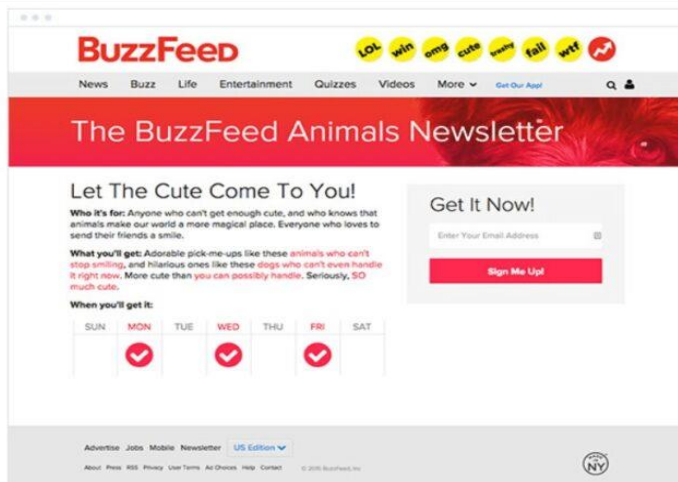 BuzzFeeD
LOL win omg cute trashy fail wtf
News Buzz Life Entertainment Quizzes Videos More Get Our App!
The BuzzFeed Animals Newsletter
Let The Cute Come To You!
Who it's for: Anyone who can't get enough cute, and who knows that
animals make our world a more magical place. Everyone who loves to
send their friends a smile.
What you'll get: Adorable pick-me-ups like these animals who can't
stop smiling, and hilarious ones like these dogs who can't even handle
it right now. More cute than you can possibly handle. Seriously, SO
much cute.
When you'll get it:
SUN MON TUE WED THU FRI SAT
Get It Now!
Enter Your Email Address
Sign Me Up!
Advertise Jobs Mobile Newsletter US Edition
About Press RSS Privacy User Terms Ad Choices Help Contact © 2015 BuzzFeed, Inc
MADE IN
NY